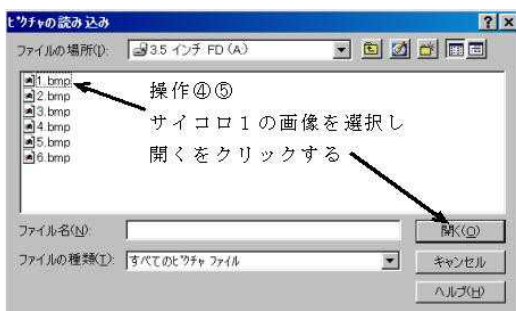 ピクチャの読み込み
ファイルの場所(I):
3.5 インチ FD (A)
1.bmp
2.bmp
3.bmp
4.bmp
5.bmp
6.bmp
操作④⑤
サイコロ１の画像を選択し
開くをクリックする
ファイル名(N):
開く(O)
ファイルの種類(T):
すべてのピクチャ ファイル
キャンセル
ヘルプ(H)